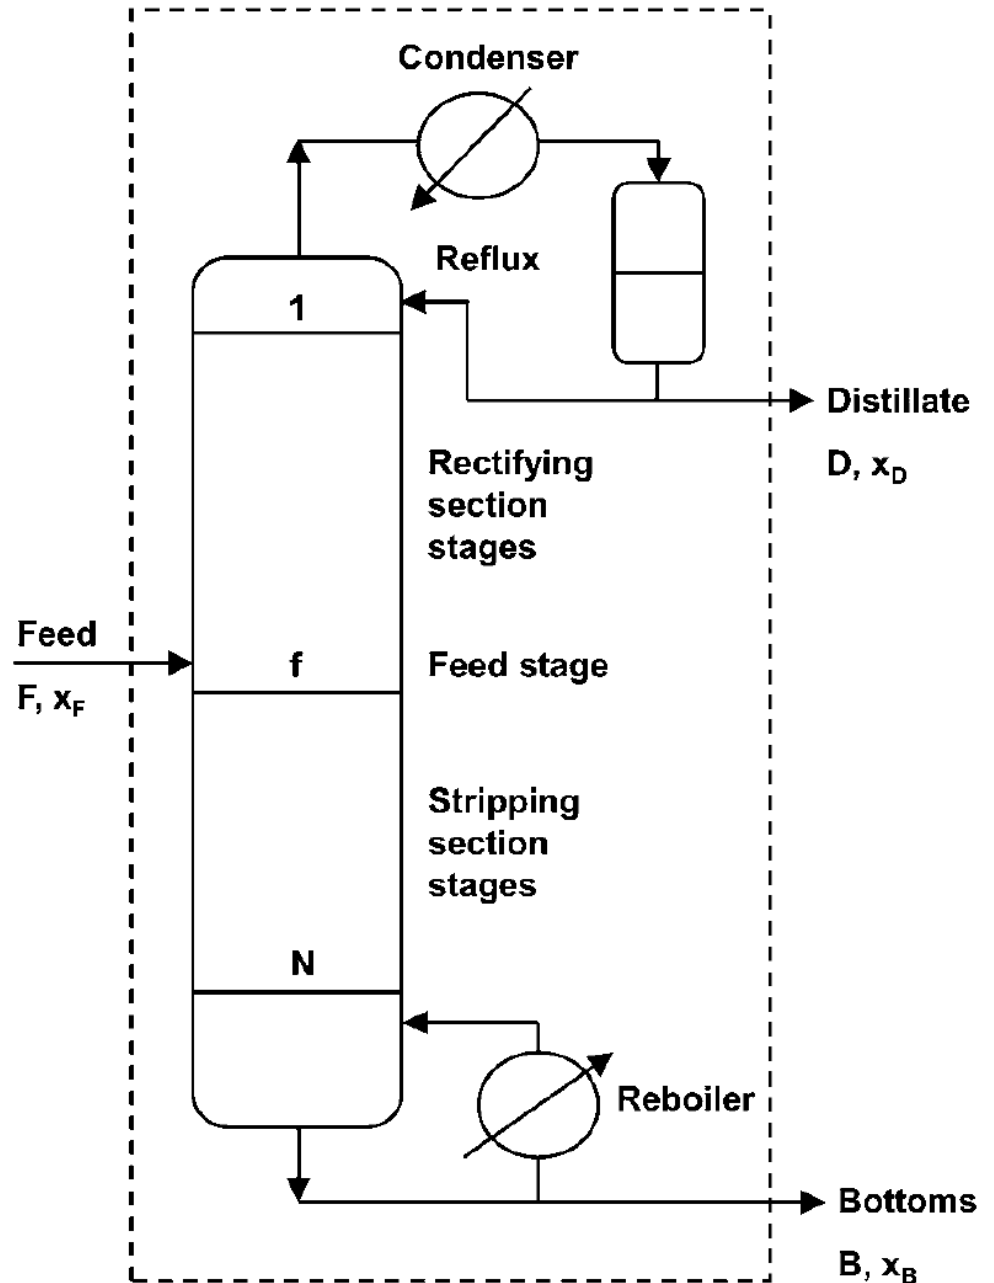 Condenser
Reflux
1
Distillate
D, x_D
Rectifying
section
stages
Feed
F, x_F
f
Feed stage
Stripping
section
stages
N
Reboiler
Bottoms
B, x_B